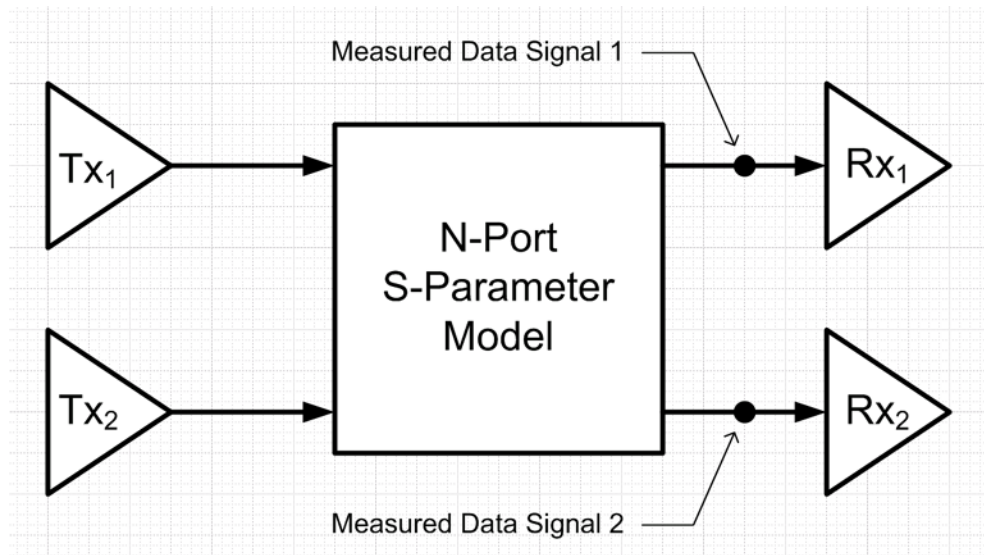 Measured Data Signal 1
Tx₁
Rx₁
N-Port
S-Parameter
Model
Tx₂
Rx₂
Measured Data Signal 2